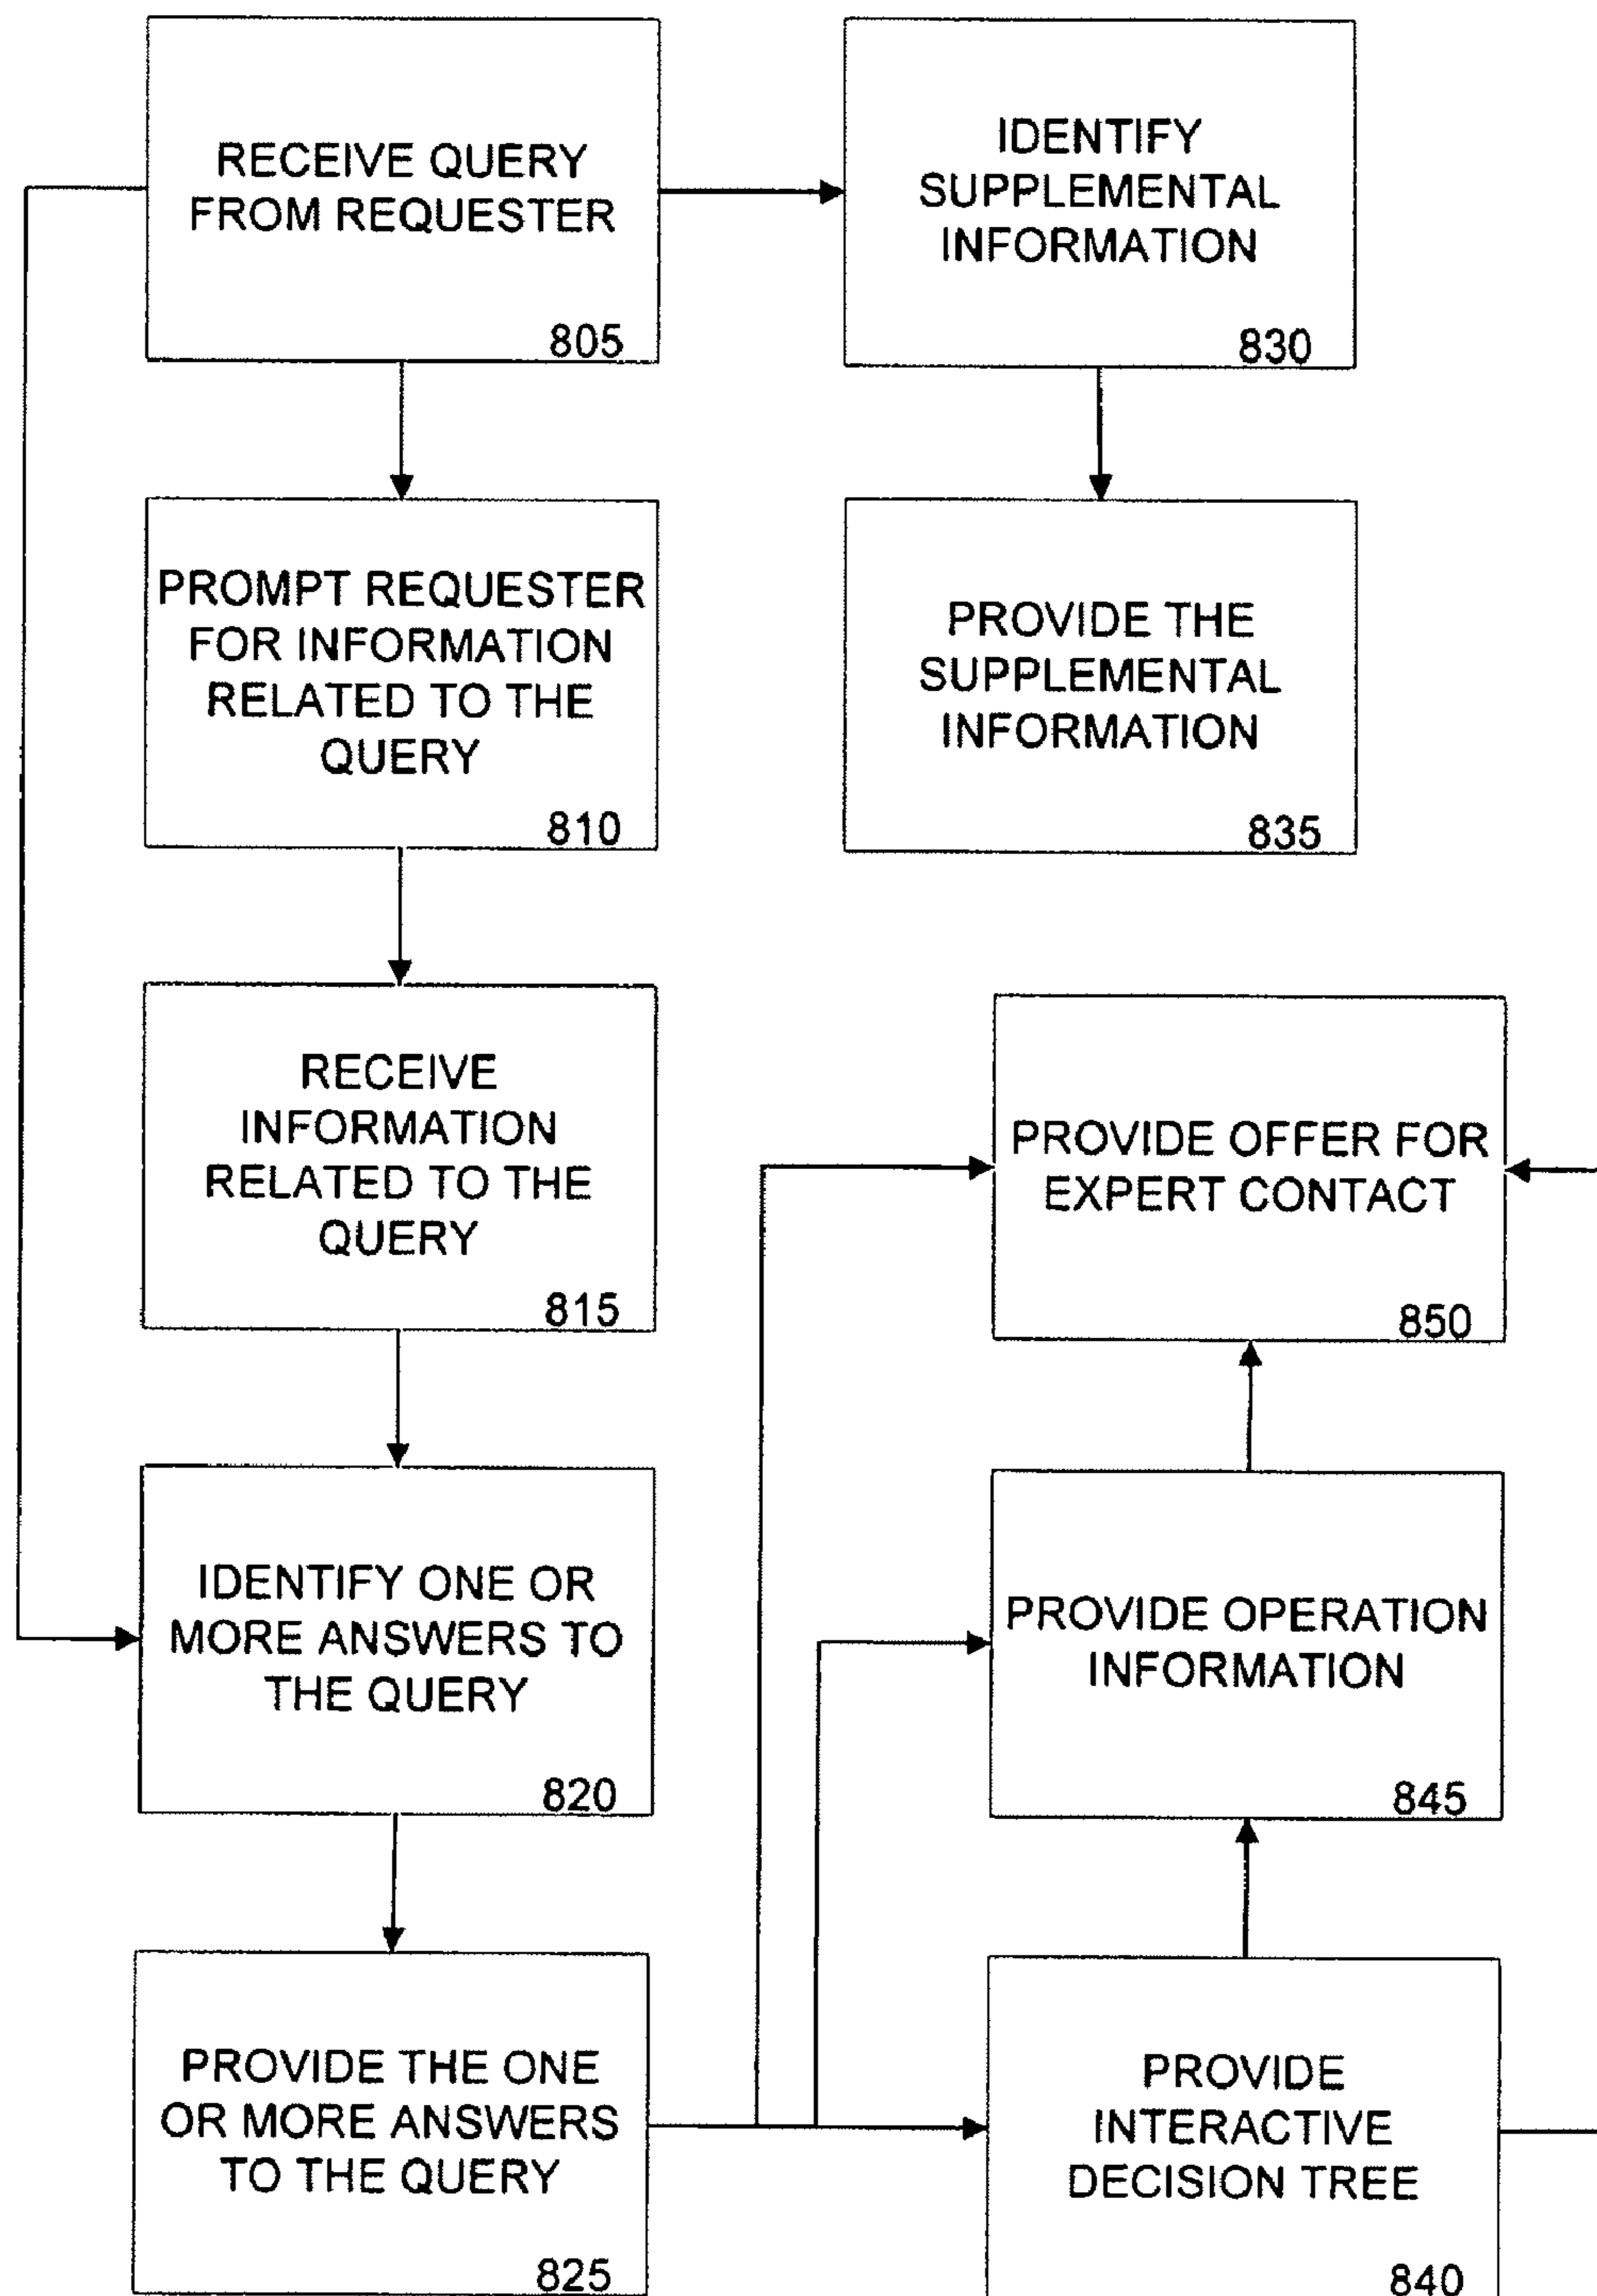 RECEIVE QUERY
FROM REQUESTER
805
IDENTIFY
SUPPLEMENTAL
INFORMATION
830
PROMPT REQUESTER
FOR INFORMATION
RELATED TO THE
QUERY
810
PROVIDE THE
SUPPLEMENTAL
INFORMATION
835
RECEIVE
INFORMATION
RELATED TO THE
QUERY
815
PROVIDE OFFER FOR
EXPERT CONTACT
850
IDENTIFY ONE OR
MORE ANSWERS TO
THE QUERY
820
PROVIDE OPERATION
INFORMATION
845
PROVIDE THE ONE
OR MORE ANSWERS
TO THE QUERY
825
PROVIDE
INTERACTIVE
DECISION TREE
840